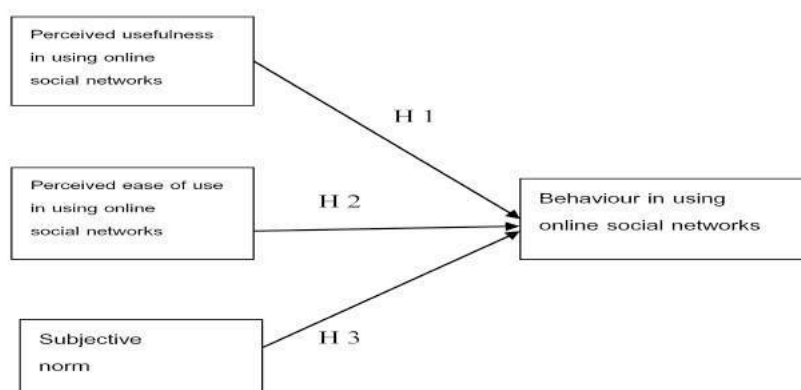 Perceived usefulness
in using online
social networks
H 1
Perceived ease of use
in using online
social networks
H 2
Behaviour in using
online social networks
Subjective
norm
H 3